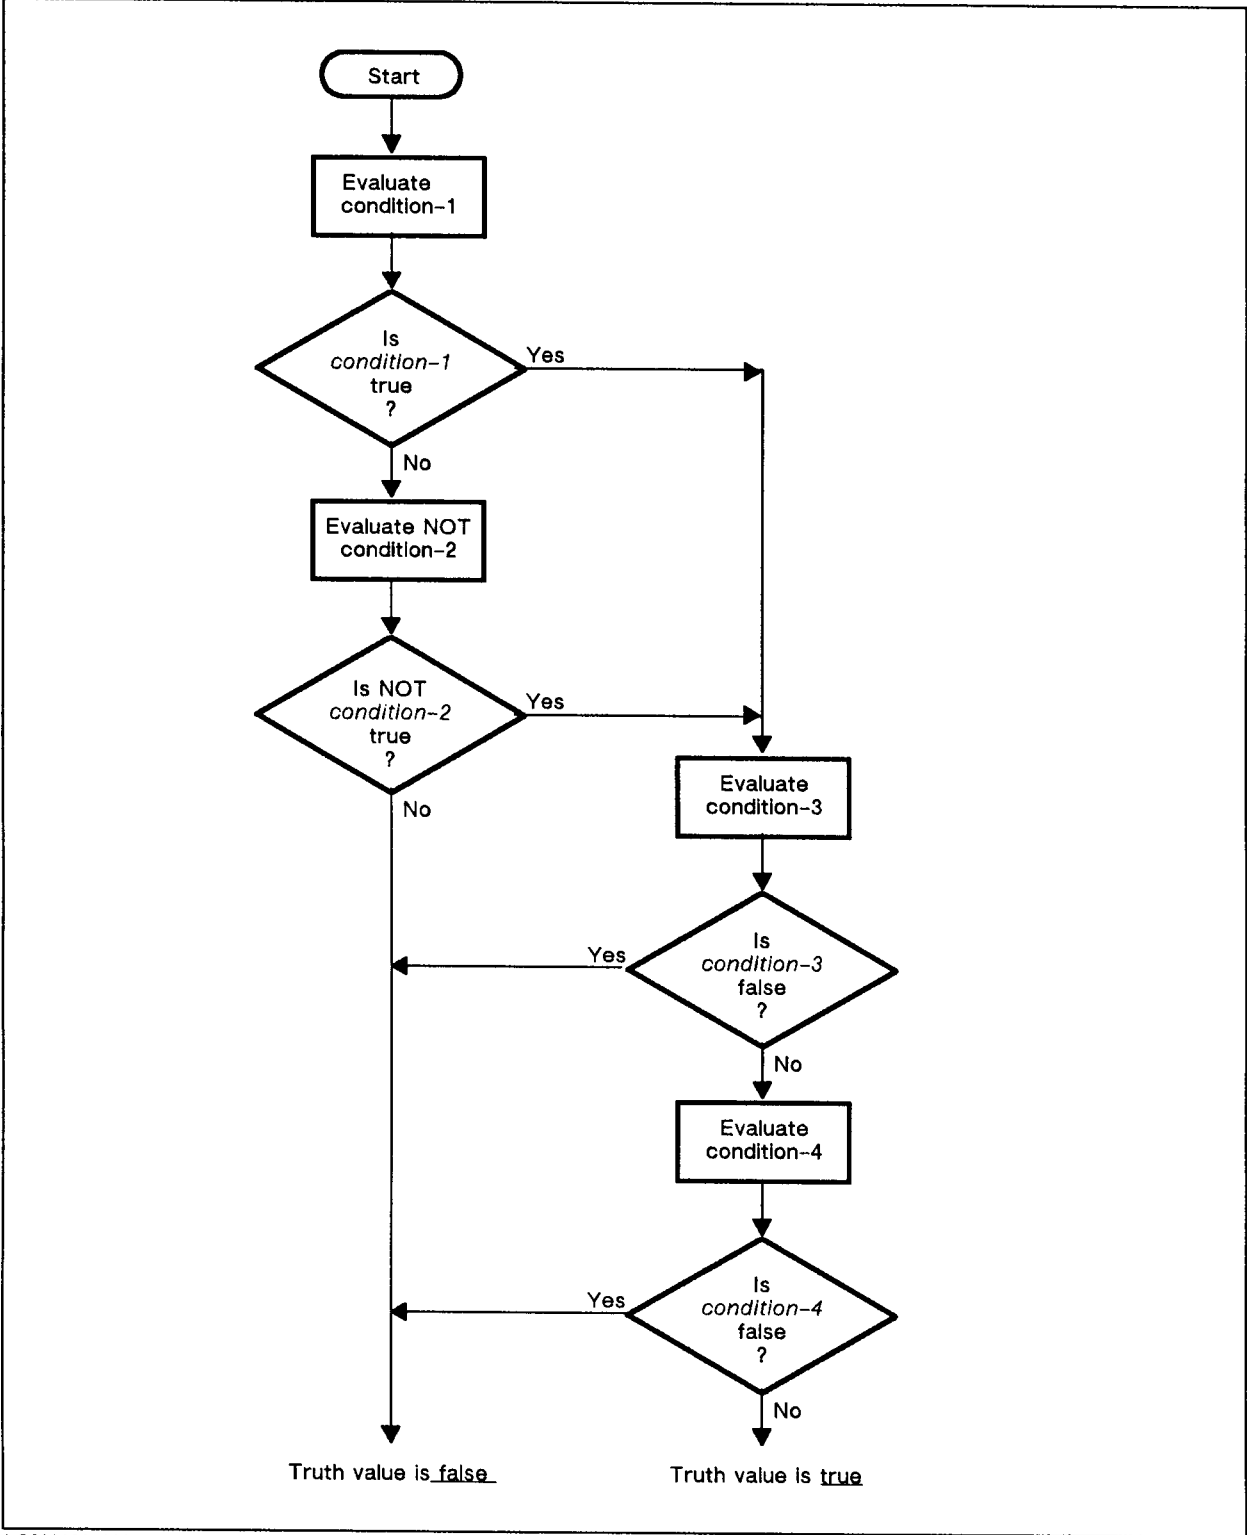 Start
Evaluate
condition-1
Is
condition-1
true
?
Yes
No
Evaluate NOT
condition-2
Is NOT
condition-2
true
?
Yes
No
Evaluate
condition-3
Is
condition-3
false
?
Yes
No
Evaluate
condition-4
Is
condition-4
false
?
Yes
No
Truth value is false
Truth value is true